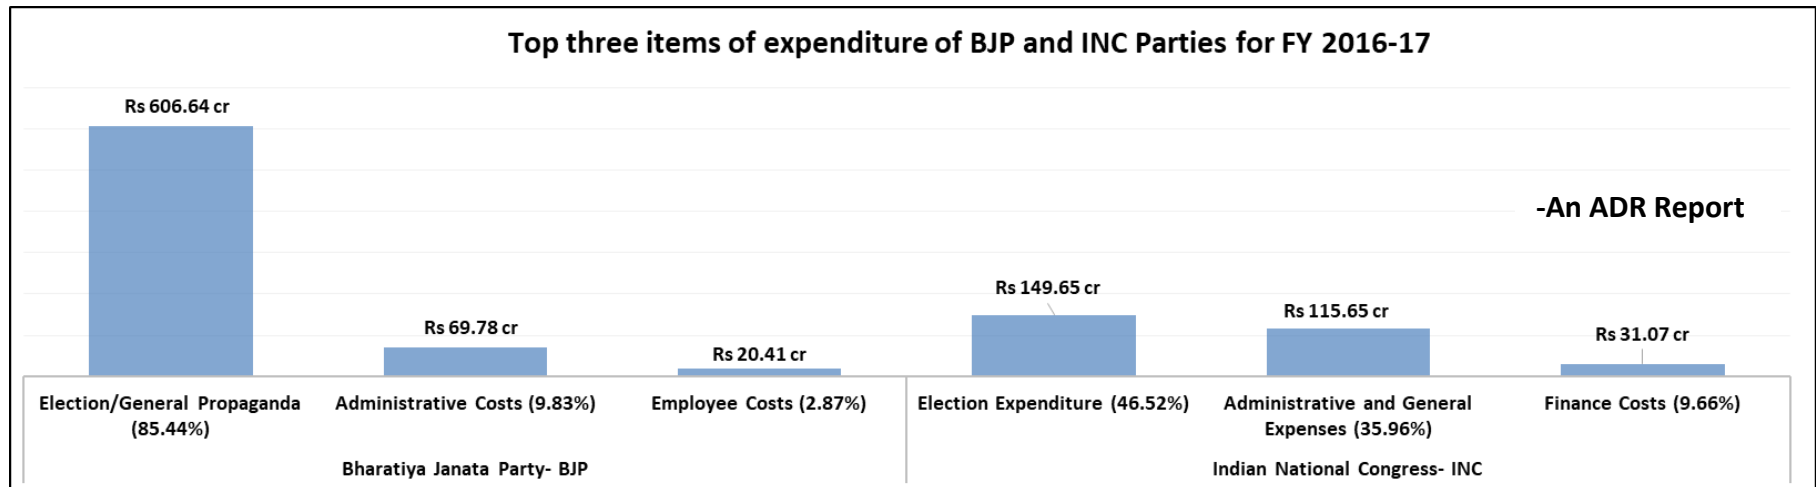 Top three items of expenditure of BJP and INC Parties for FY 2016-17
Rs 606.64 cr
Rs 69.78 cr
Rs 20.41 cr
Rs 149.65 cr
Rs 115.65 cr
Rs 31.07 cr
-An ADR Report
Election/General Propaganda
(85.44%)
Administrative Costs (9.83%)
Employee Costs (2.87%)
Election Expenditure (46.52%)
Administrative and General
Expenses (35.96%)
Finance Costs (9.66%)
Bharatiya Janata Party- BJP
Indian National Congress- INC